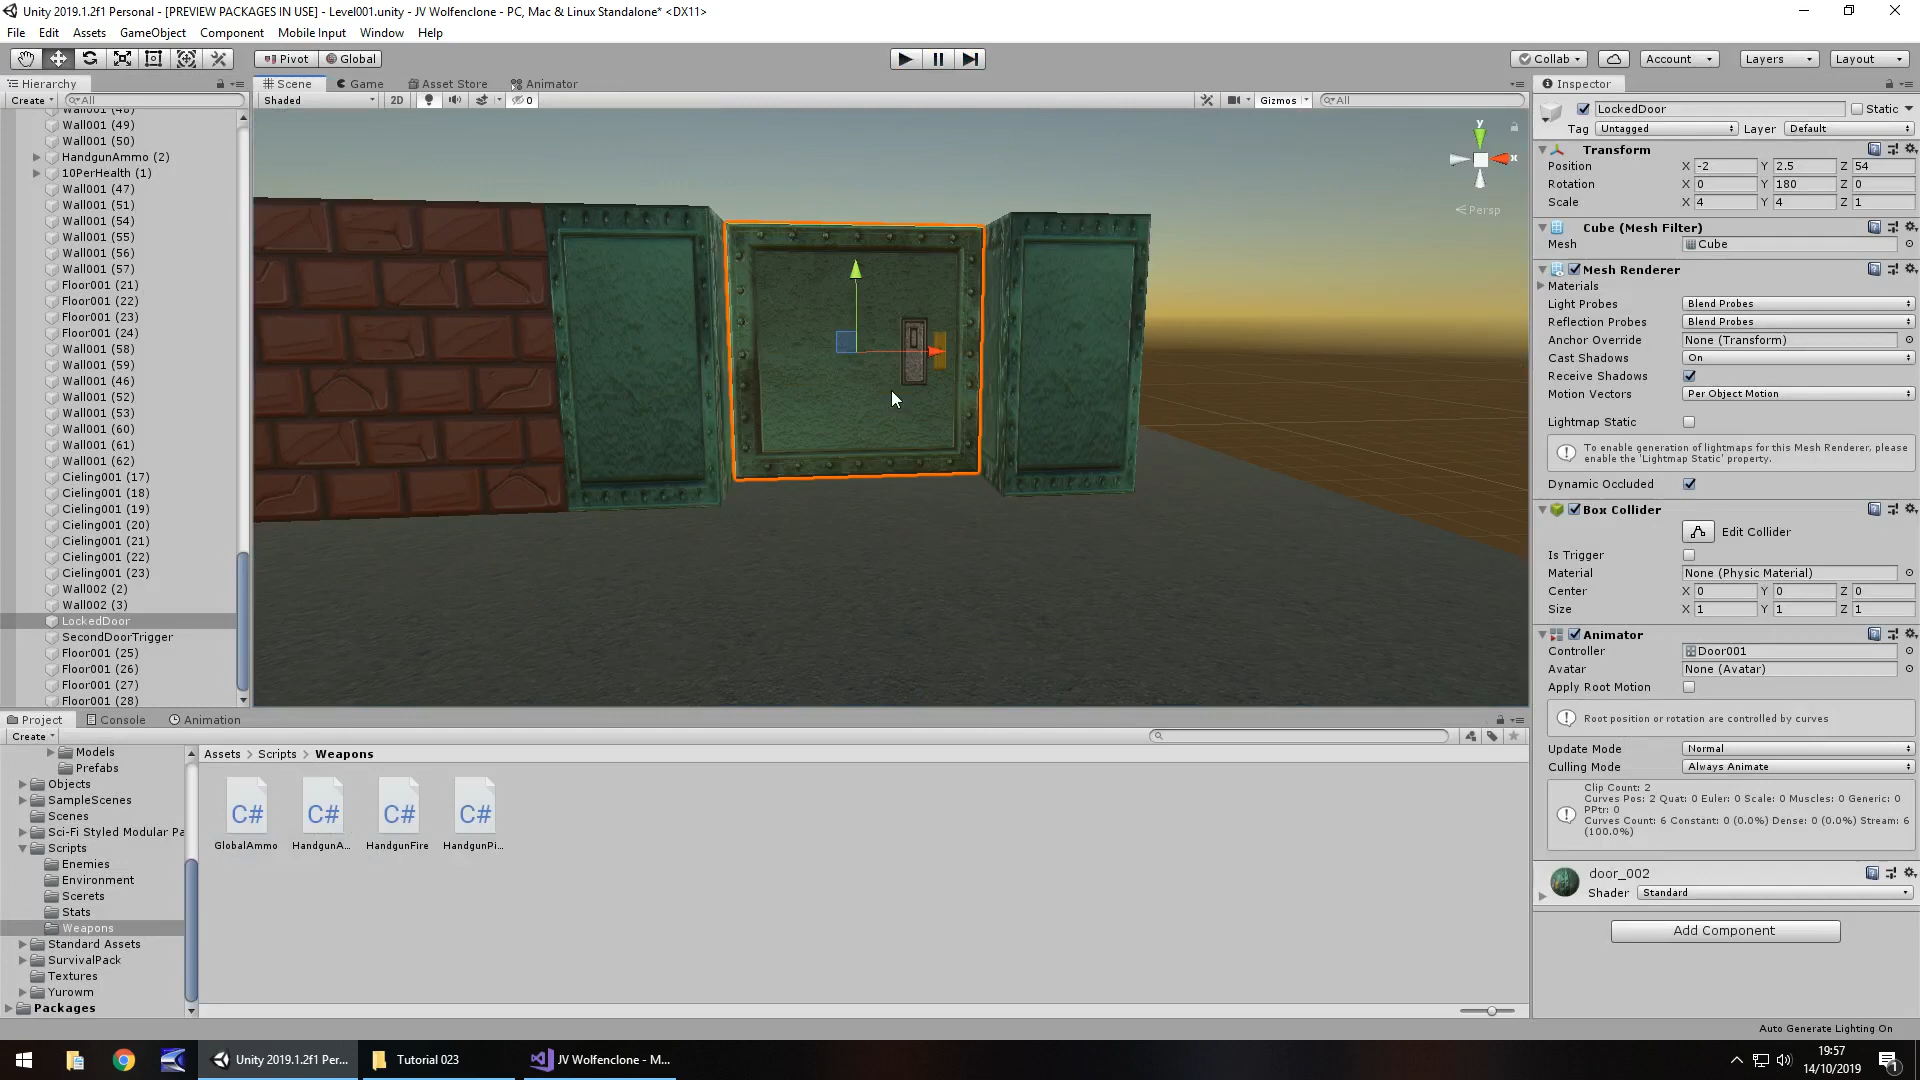 Unity 2019.1.2f1 Personal - [PREVIEW PACKAGES IN USE] - Level001.unity - JV Wolfenclone - PC, Mac & Linux Standalone* <DX11>
File Edit Assets GameObject Component Mobile Input Window Help
Pivot Global Collab Account Layers Layout
Hierarchy Scene Game Asset Store Animator Inspector
Create All Shaded 2D 0 Gizmos All
LockedDoor Static
Tag Untagged Layer Default
Wall001 (48)
Wall001 (49)
Wall001 (50)
HandgunAmmo (2)
10PerHealth (1)
Wall001 (47)
Wall001 (51)
Wall001 (54)
Wall001 (55)
Wall001 (56)
Wall001 (57)
Floor001 (21)
Floor001 (22)
Floor001 (23)
Floor001 (24)
Wall001 (58)
Wall001 (59)
Wall001 (46)
Wall001 (52)
Wall001 (53)
Wall001 (60)
Wall001 (61)
Wall001 (62)
Cieling001 (17)
Cieling001 (18)
Cieling001 (19)
Cieling001 (20)
Cieling001 (21)
Cieling001 (22)
Cieling001 (23)
Wall002 (2)
Wall002 (3)
LockedDoor
SecondDoorTrigger
Floor001 (25)
Floor001 (26)
Floor001 (27)
Floor001 (28)
y
x
Persp
Transform
Position X -2 Y 2.5 Z 54
Rotation X 0 Y 180 Z 0
Scale X 4 Y 4 Z 1
Cube (Mesh Filter)
Mesh Cube
Mesh Renderer
Materials
Light Probes Blend Probes
Reflection Probes Blend Probes
Anchor Override None (Transform)
Cast Shadows On
Receive Shadows
Motion Vectors Per Object Motion
Lightmap Static
To enable generation of lightmaps for this Mesh Renderer, please
enable the 'Lightmap Static' property.
Dynamic Occluded
Box Collider
Edit Collider
Is Trigger
Material None (Physic Material)
Center X 0 Y 0 Z 0
Size X 1 Y 1 Z 1
Animator
Controller Door001
Avatar None (Avatar)
Apply Root Motion
Root position or rotation are controlled by curves
Update Mode Normal
Culling Mode Always Animate
Clip Count: 2
Curves Pos: 2 Quat: 0 Euler: 0 Scale: 0 Muscles: 0 Generic: 0
PPtr: 0
Curves Count: 6 Constant: 0 (0.0%) Dense: 0 (0.0%) Stream: 6
(100.0%)
door_002
Shader Standard
Add Component
Project Console Animation
Create
Models
Prefabs
Objects
SampleScenes
Scenes
Sci-Fi Styled Modular Pa
Scripts
Enemies
Environment
Scerets
Stats
Weapons
Standard Assets
SurvivalPack
Textures
Yurowm
Packages
Assets > Scripts > Weapons
C# C# C# C#
GlobalAmmo HandgunA... HandgunFire HandgunPi...
Auto Generate Lighting On
Unity 2019.1.2f1 Per... Tutorial 023 JV Wolfenclone - M...
19:57
14/10/2019
1